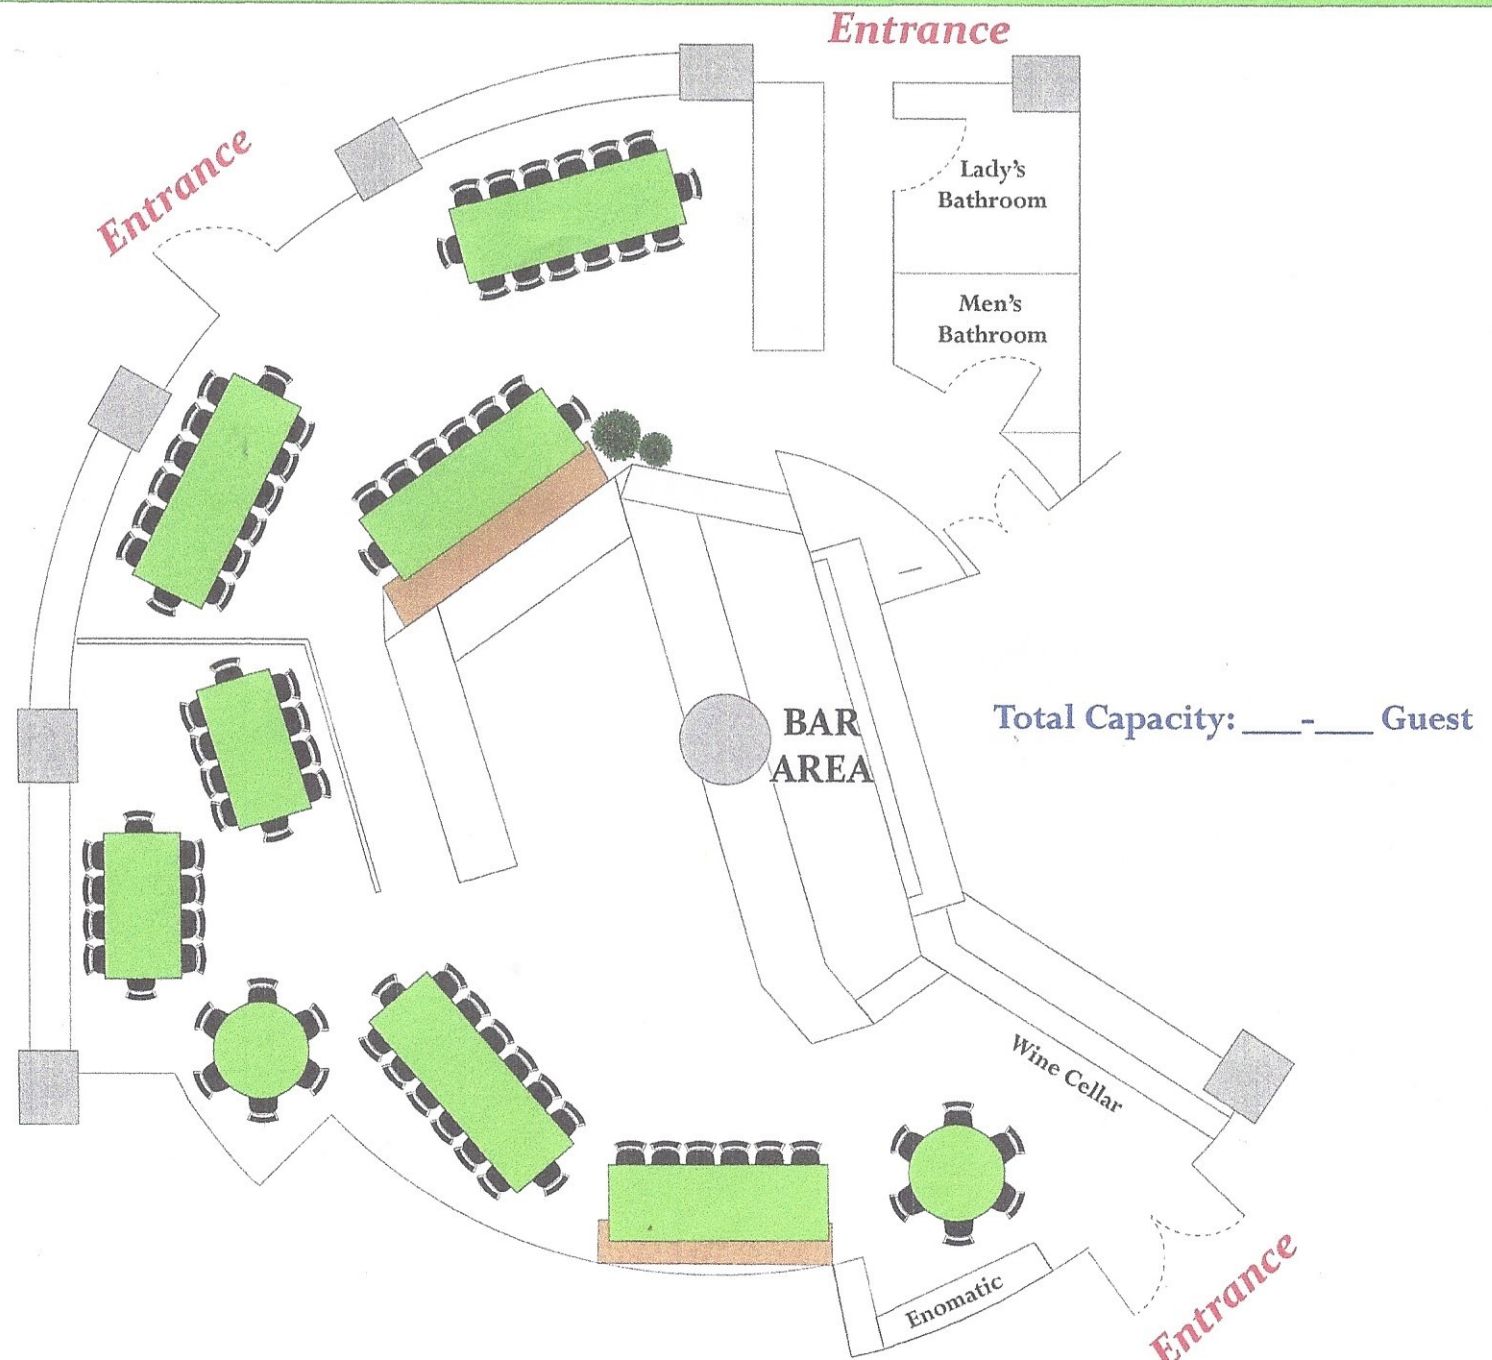 Entrance
Entrance
Lady's
Bathroom
Men's
Bathroom
Total Capacity: ___-___ Guest
BAR
AREA
Wine Cellar
Enomatic
Entrance